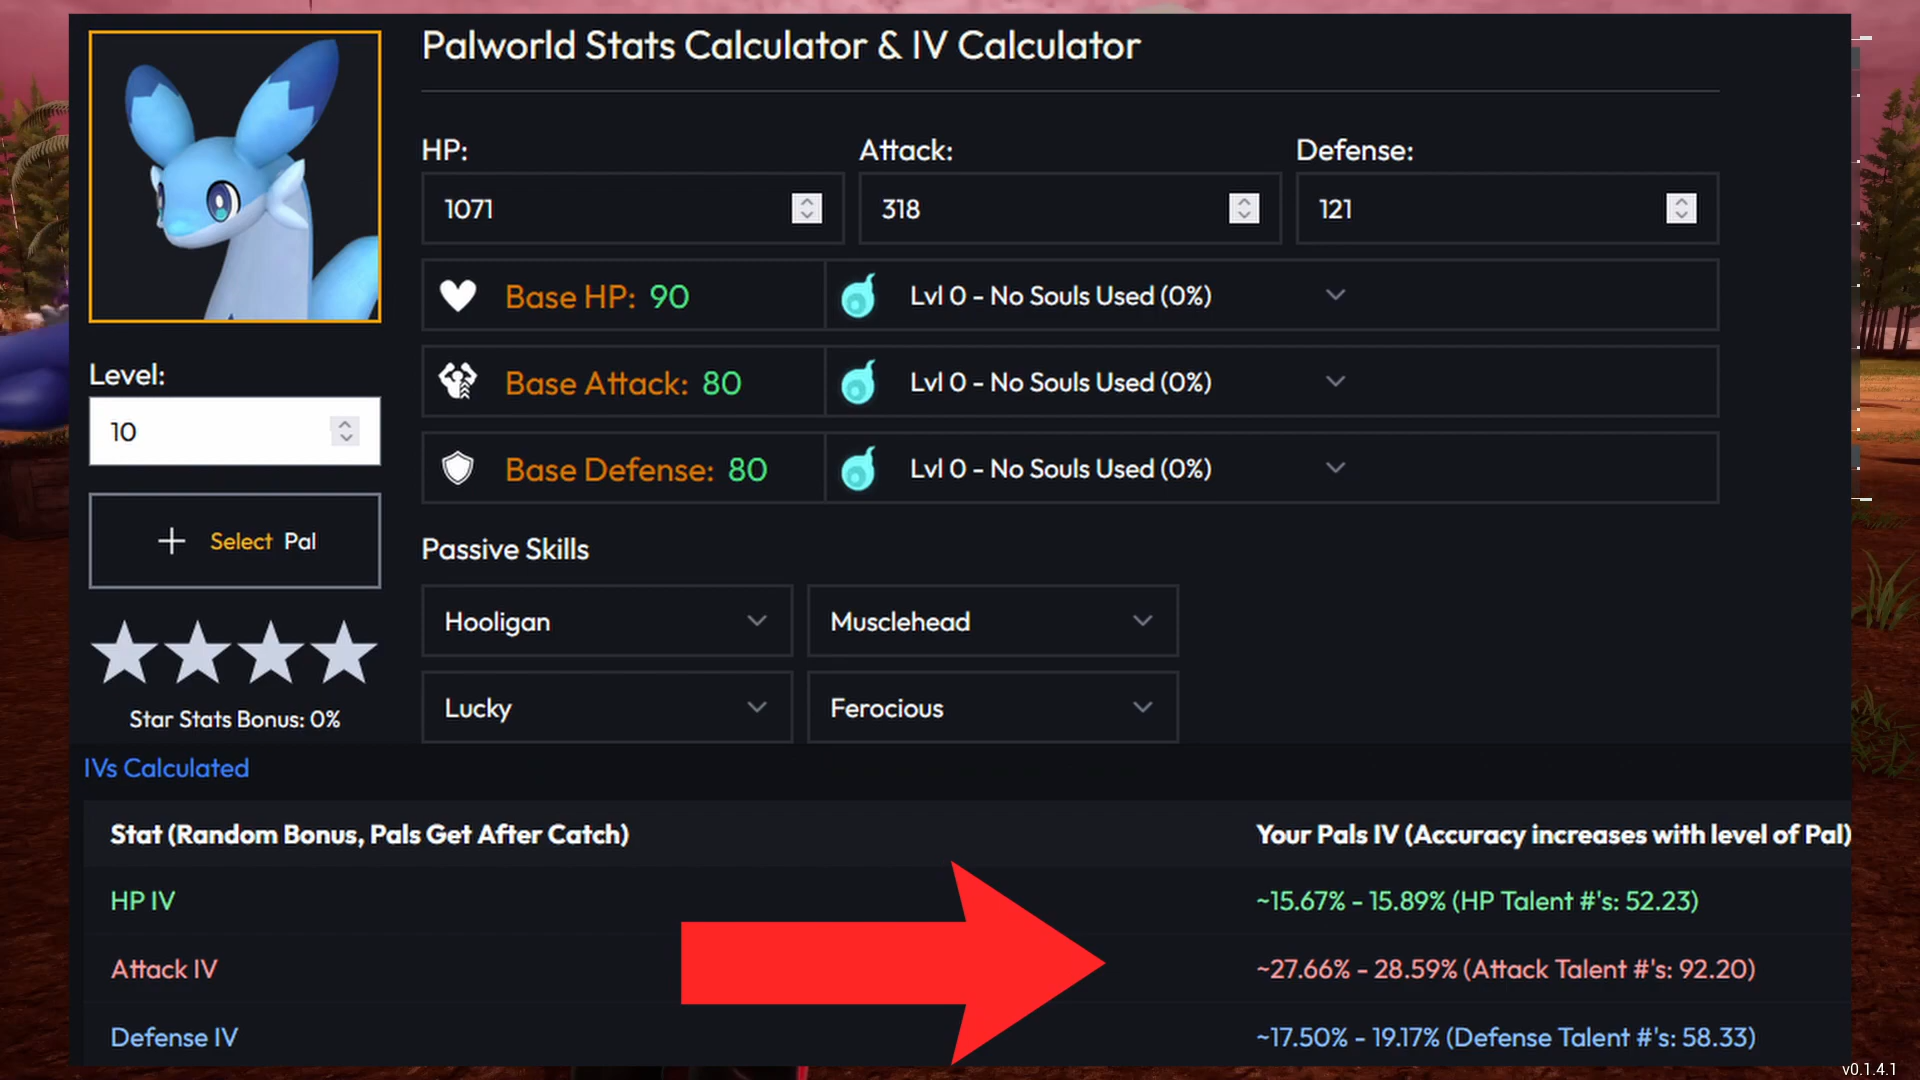 Palworld Stats Calculator & IV Calculator
HP:
Attack:
Defense:
1071
318
121
Base HP: 90
Lvl 0 - No Souls Used (0%)
Base Attack: 80
Lvl 0 - No Souls Used (0%)
Base Defense: 80
Lvl 0 - No Souls Used (0%)
Level:
10
Select Pal
Star Stats Bonus: 0%
Passive Skills
Hooligan
Musclehead
Lucky
Ferocious
IVs Calculated
Stat (Random Bonus, Pals Get After Catch)
Your Pals IV (Accuracy increases with level of Pal)
HP IV
~15.67% - 15.89% (HP Talent #'s: 52.23)
Attack IV
~27.66% - 28.59% (Attack Talent #'s: 92.20)
Defense IV
~17.50% - 19.17% (Defense Talent #'s: 58.33)
v0.1.4.1